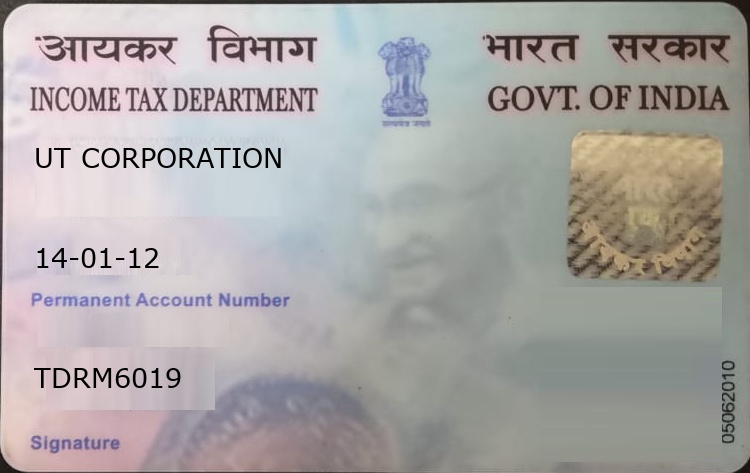 आयकर विभाग
भारत सरकार
INCOME TAX DEPARTMENT
GOVT. OF INDIA
सत्यमेव जयते
UT CORPORATION
14-01-12
Permanent Account Number
TDRM6019
Signature
05062010
आयकर विभाग